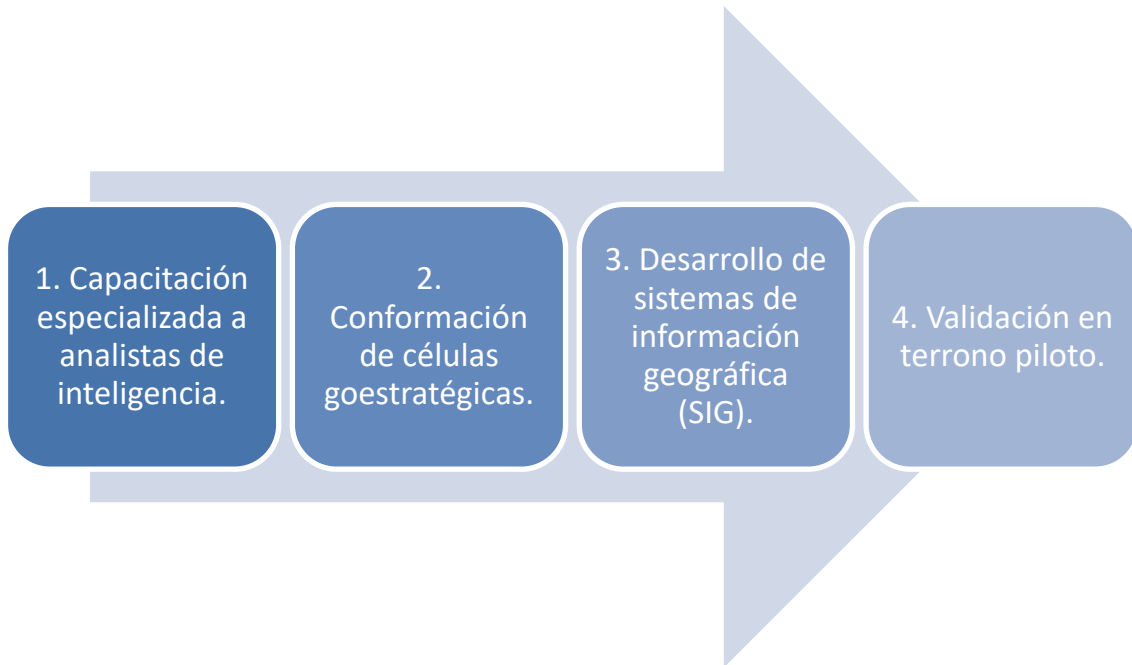 1. Capacitación
especializada a
analistas de
inteligencia.
2.
Conformación
de células
goestratégicas.
3. Desarrollo de
sistemas de
información
geográfica
(SIG).
4. Validación en
terrono piloto.